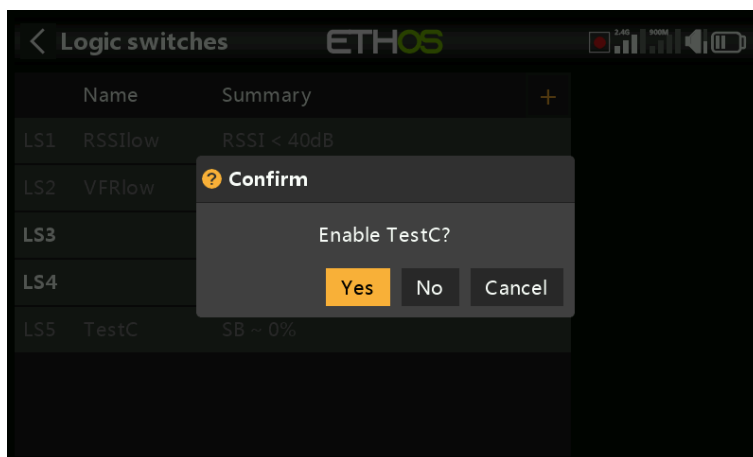 Logic switches ETHOS 2.4G 900M
Name Summary +
LS1 RSSIlow RSSI < 40dB
LS2 VFRlow
? Confirm
LS3
Enable TestC?
LS4
Yes No Cancel
LS5 TestC SB ~ 0%